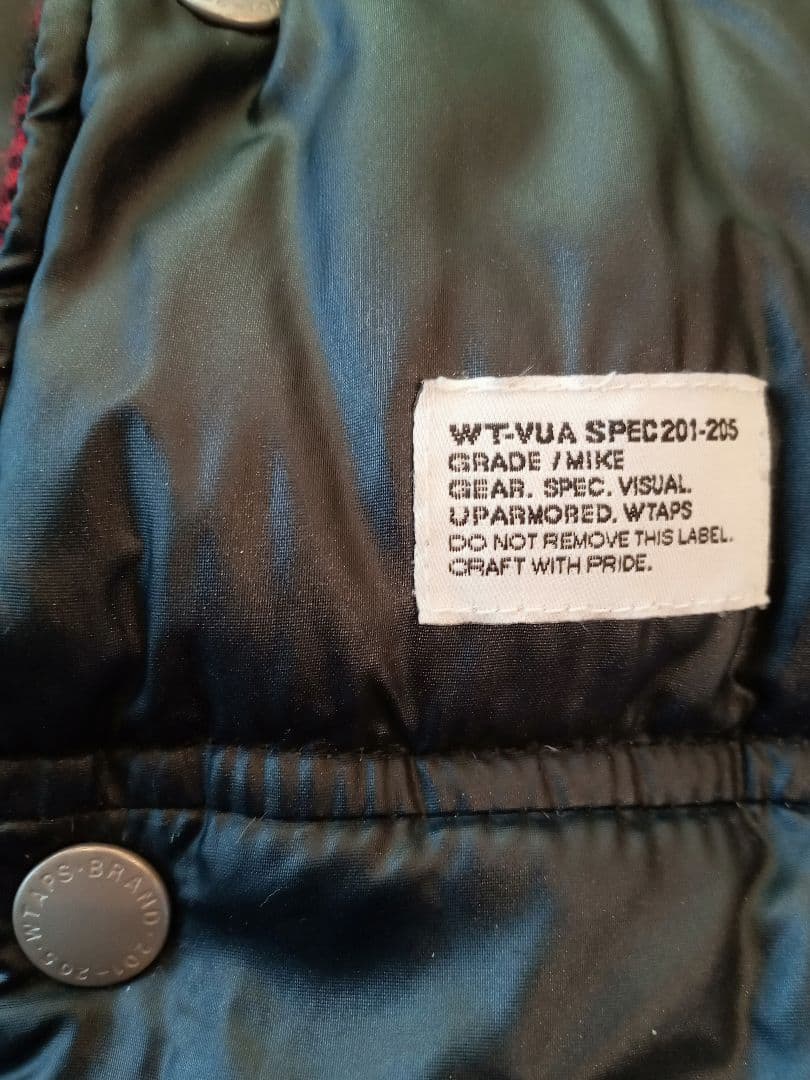 WT-VUA SPEC201-205
GRADE / MIKE
GEAR. SPEC. VISUAL.
UPARMORED. WTAPS
DO NOT REMOVE THIS LABEL.
CRAFT WITH PRIDE.
WTAPS·BRAND·201-205·